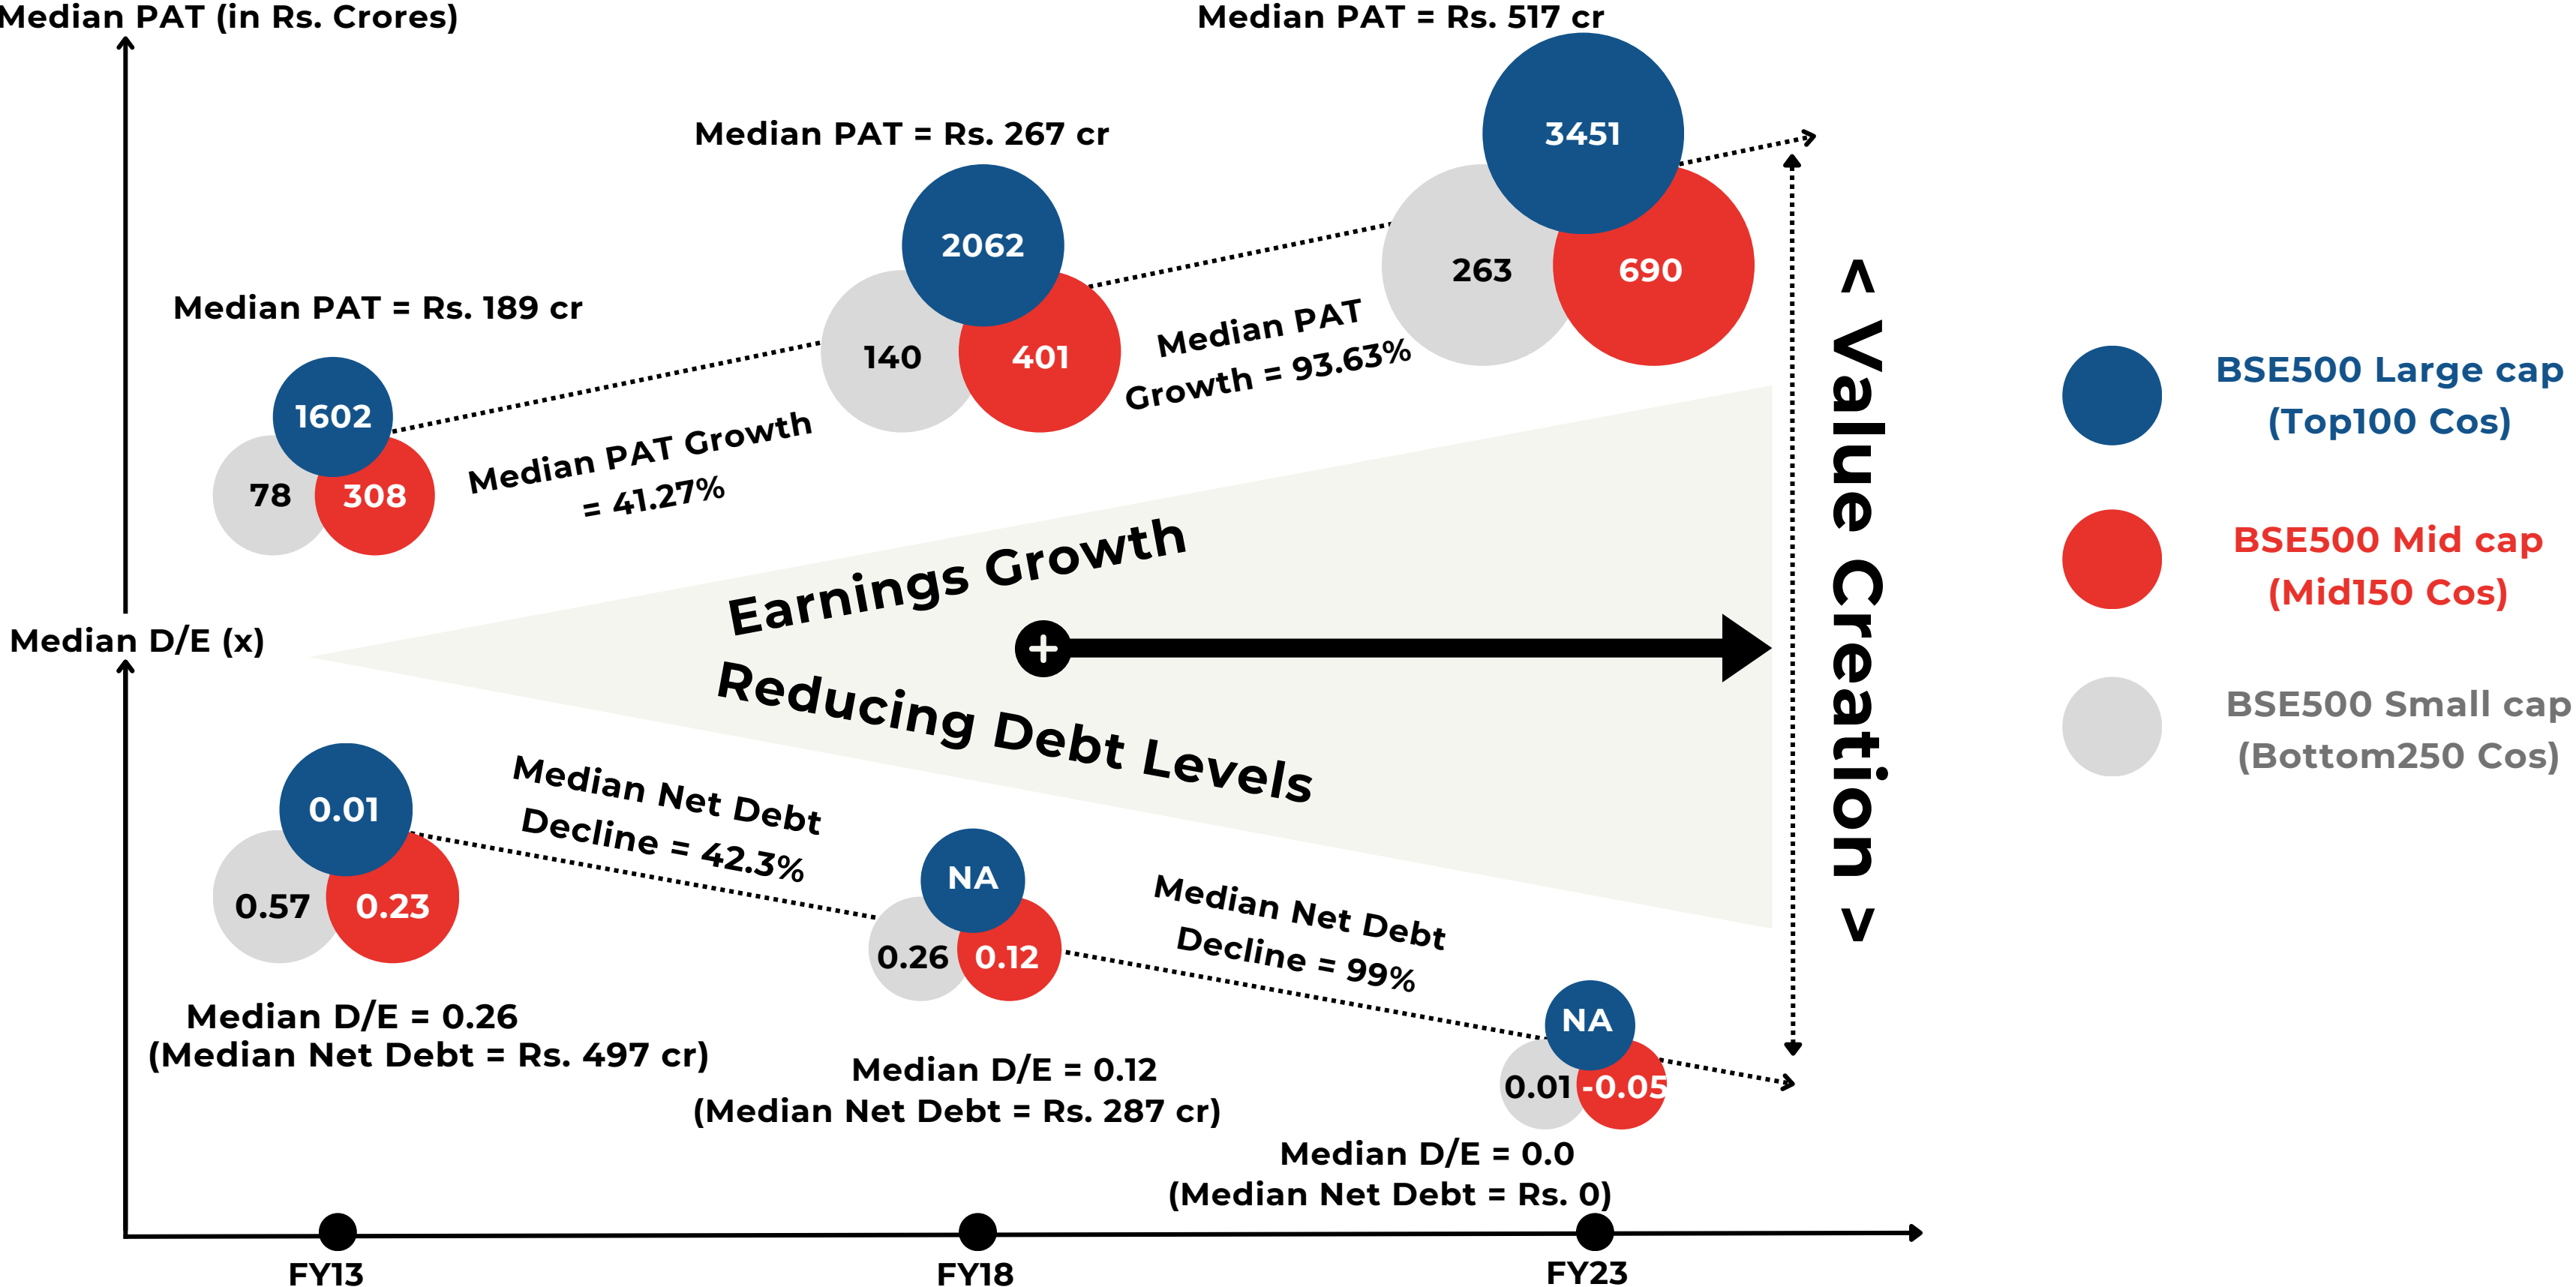 Median PAT (in Rs. Crores)
Median PAT = Rs. 517 cr
3451
263
690
Median PAT = Rs. 267 cr
2062
140
401
Median PAT = Rs. 189 cr
1602
78
308
Median PAT Growth
= 41.27%
Median PAT
Growth = 93.63%
Earnings Growth
+
Reducing Debt Levels
< Value Creation >
BSE500 Large cap
(Top100 Cos)
BSE500 Mid cap
(Mid150 Cos)
BSE500 Small cap
(Bottom250 Cos)
Median D/E (x)
0.01
0.57
0.23
Median Net Debt
Decline = 42.3%
NA
0.26
0.12
Median Net Debt
Decline = 99%
NA
0.01
-0.05
Median D/E = 0.26
(Median Net Debt = Rs. 497 cr)
Median D/E = 0.12
(Median Net Debt = Rs. 287 cr)
Median D/E = 0.0
(Median Net Debt = Rs. 0)
FY13
FY18
FY23